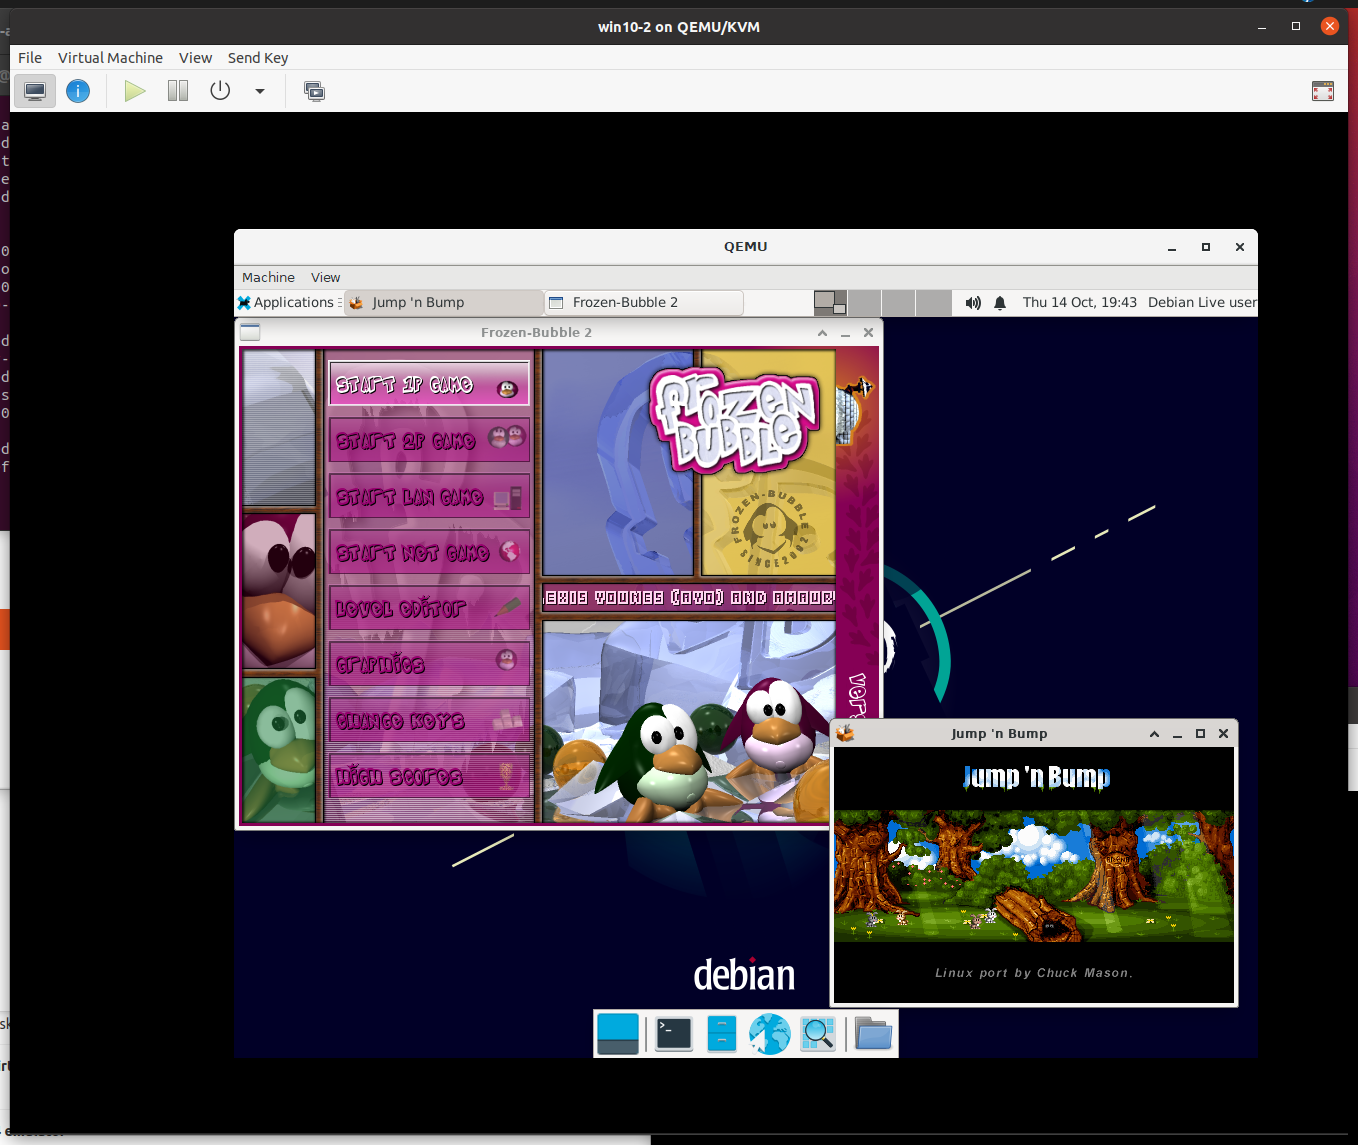 win10-2 on QEMU/KVM
File Virtual Machine View Send Key
QEMU
Machine View
Applications Jump 'n Bump Frozen-Bubble 2 Thu 14 Oct, 19:43 Debian Live user
Frozen-Bubble 2
START 1P GAME
START 2P GAME
START LAN GAME
START NET GAME
LEVEL EDITOR
GRAPHICS
CHANGE KEYS
HIGH SCORES
FROZEN
BUBBLE
FROZEN-BUBBLE
SINCE 2002
EXIS YOUNES (AYO) AND AMAUR
VERS
Jump 'n Bump
Jump 'n Bump
Linux port by Chuck Mason.
debian